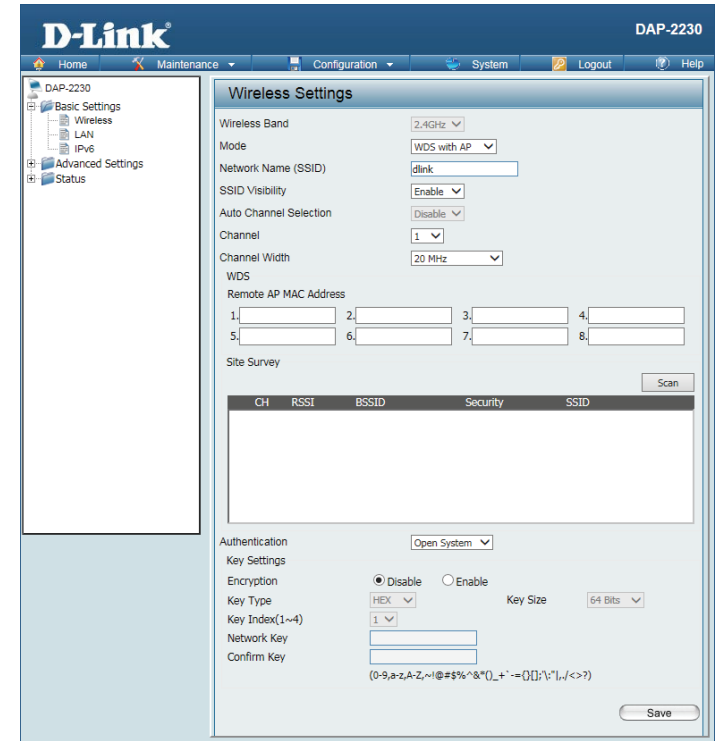 D-Link®
DAP-2230
Home Maintenance Configuration System Logout Help
DAP-2230
Basic Settings
Wireless
LAN
IPv6
Advanced Settings
Status
Wireless Settings
Wireless Band 2.4GHz
Mode WDS with AP
Network Name (SSID) dlink
SSID Visibility Enable
Auto Channel Selection Disable
Channel 1
Channel Width 20 MHz
WDS
Remote AP MAC Address
1. 2. 3. 4.
5. 6. 7. 8.
Site Survey
Scan
CH RSSI BSSID Security SSID
Authentication Open System
Key Settings
Encryption Disable Enable
Key Type HEX Key Size 64 Bits
Key Index(1~4) 1
Network Key
Confirm Key
(0-9,a-z,A-Z,~!@#$%^&*()_+`-={}[];'\:"|,./<>?)
Save